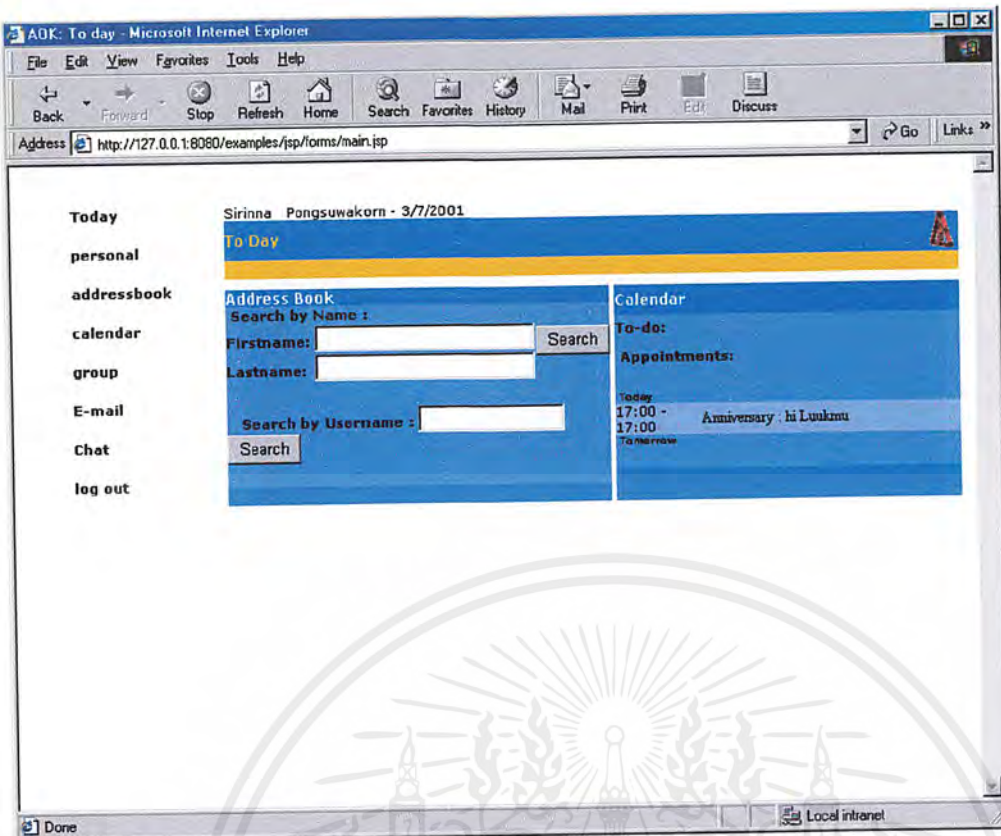 AOK: To day - Microsoft Internet Explorer
File Edit View Favorites Tools Help
Back Forward Stop Refresh Home Search Favorites History Mail Print Edit Discuss
Address http://127.0.0.1:8080/examples/jsp/forms/main.jsp Go Links »
Today
personal
addressbook
calendar
group
E-mail
Chat
log out
Sirinna Pongsuwakorn - 3/7/2001
To Day
Address Book
Search by Name :
Firstname: Search
Lastname:
Search by Username :
Search
Calendar
To-do:
Appointments:
Today
17:00 -
17:00
Anniversary : hi Luukmu
Tomorrow
Done Local intranet